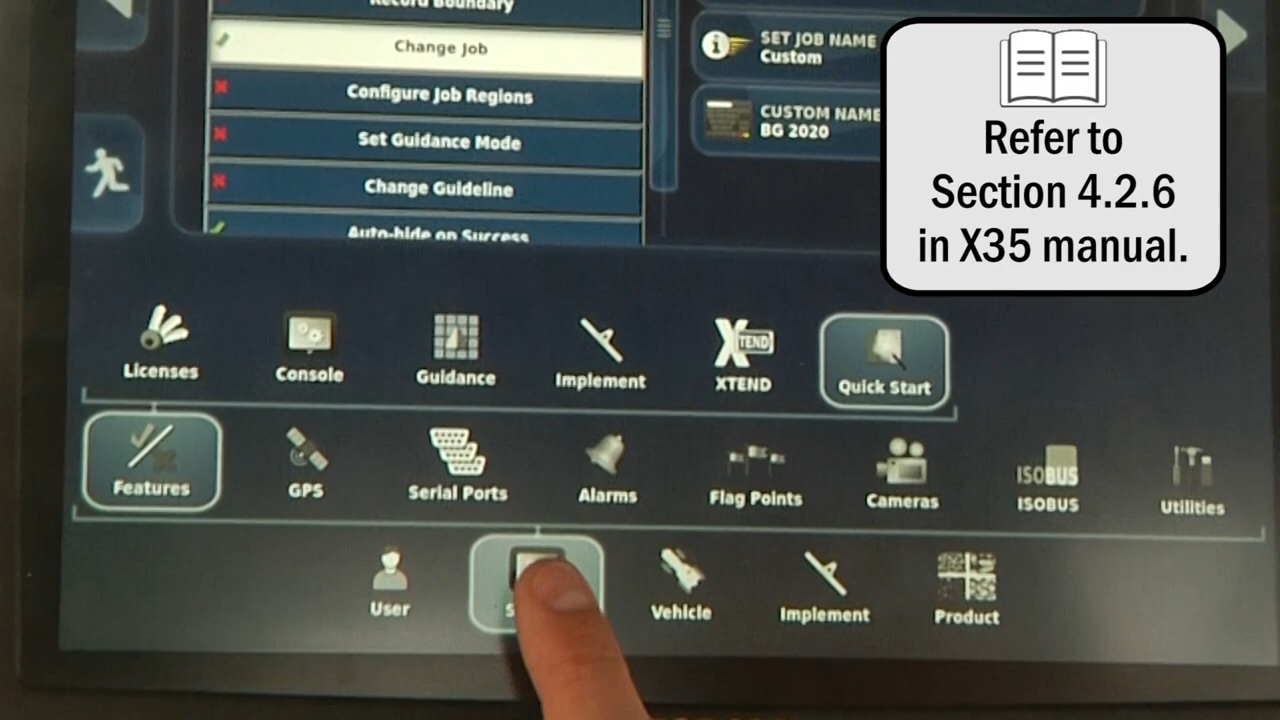 Record Boundary
Change Job
Configure Job Regions
Set Guidance Mode
Change Guideline
Auto-hide on Success
SET JOB NAME
Custom
CUSTOM NAME
BG 2020
Refer to
Section 4.2.6
in X35 manual.
Licenses
Console
Guidance
Implement
XTEND
XTEND
Quick Start
Features
GPS
Serial Ports
Alarms
Flag Points
Cameras
ISOBUS
ISOBUS
Utilities
User
Vehicle
Implement
Product